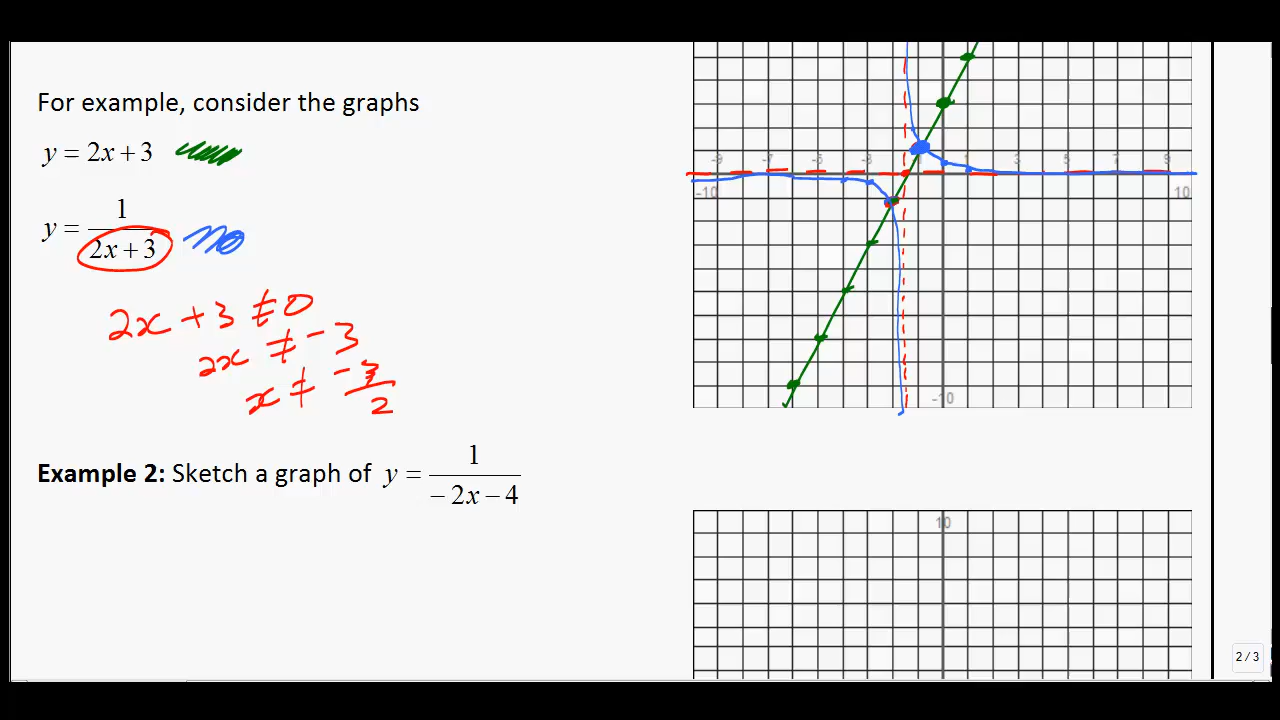 For example, consider the graphs
y = 2x + 3
y = 1/(2x + 3)
2x + 3 ≠ 0
2x ≠ -3
x ≠ -3/2
Example 2: Sketch a graph of y = 1/(-2x - 4)
-9 -7 -5 -3 -1 1 3 5 7 9
-10 10
-10
10
2 / 3